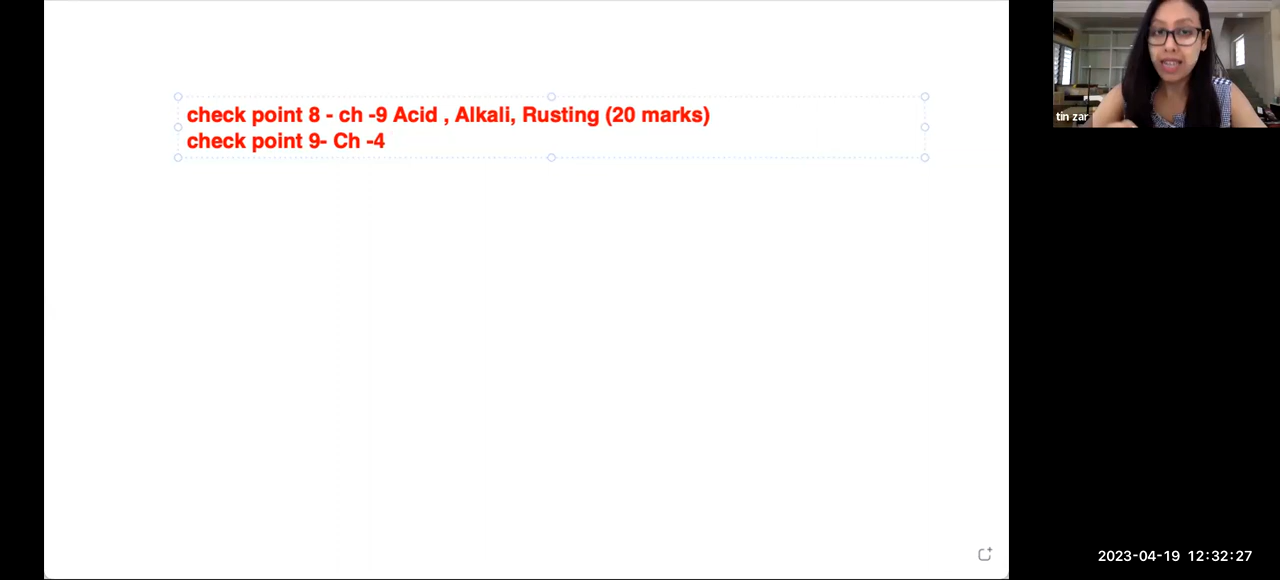 check point 8 - ch -9 Acid , Alkali, Rusting (20 marks)
check point 9- Ch -4
tin zar
2023-04-19 12:32:27